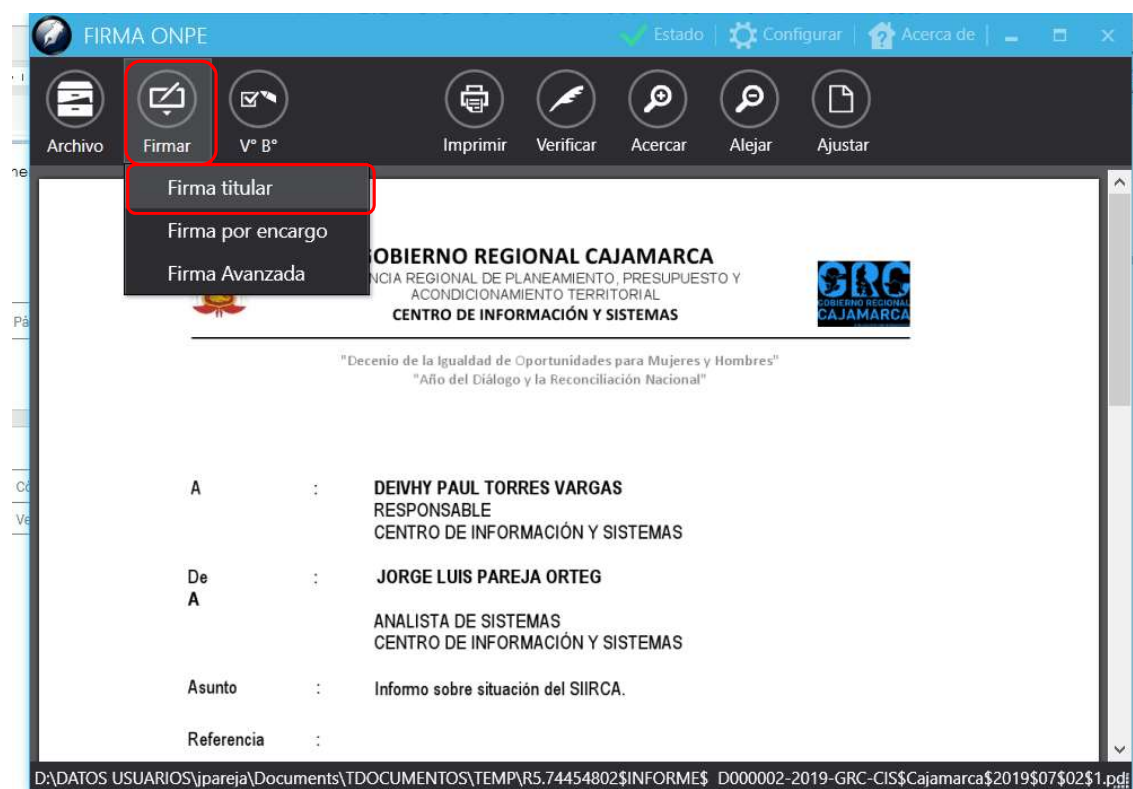 FIRMA ONPE
Estado | Configurar | Acerca de |
Archivo Firmar V° B° Imprimir Verificar Acercar Alejar Ajustar
ne
Firma titular
Firma por encargo
Firma Avanzada
OBIERNO REGIONAL CAJAMARCA
NCIA REGIONAL DE PLANEAMIENTO, PRESUPUESTO Y
ACONDICIONAMIENTO TERRITORIAL
CENTRO DE INFORMACIÓN Y SISTEMAS
GRC
GOBIERNO REGIONAL
CAJAMARCA
Pá
"Decenio de la Igualdad de Oportunidades para Mujeres y Hombres"
"Año del Diálogo y la Reconciliación Nacional"
Có
Ve
A : DEIVHY PAUL TORRES VARGAS
RESPONSABLE
CENTRO DE INFORMACIÓN Y SISTEMAS
De : JORGE LUIS PAREJA ORTEG
A
ANALISTA DE SISTEMAS
CENTRO DE INFORMACIÓN Y SISTEMAS
Asunto : Informo sobre situación del SIIRCA.
Referencia :
D:\DATOS USUARIOS\jpareja\Documents\TDOCUMENTOS\TEMP\R5.74454802$INFORME$ D000002-2019-GRC-CIS$Cajamarca$2019$07$02$1.pdf